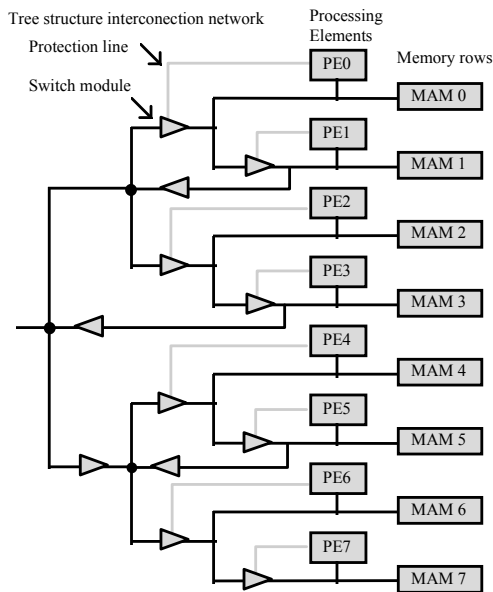 Tree structure interconection network
Protection line
Switch module
Processing
Elements
Memory rows
PE0
MAM 0
PE1
MAM 1
PE2
MAM 2
PE3
MAM 3
PE4
MAM 4
PE5
MAM 5
PE6
MAM 6
PE7
MAM 7